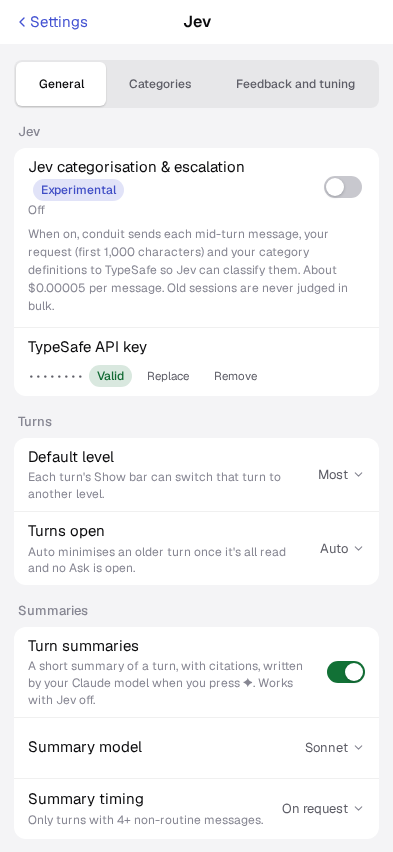 Settings
Jev
General
Categories
Feedback and tuning
Jev
Jev categorisation & escalation
Experimental
Off
When on, conduit sends each mid-turn message, your
request (first 1,000 characters) and your category
definitions to TypeSafe so Jev can classify them. About
$0.00005 per message. Old sessions are never judged in
bulk.
TypeSafe API key
•••••••• Valid Replace Remove
Turns
Default level
Each turn's Show bar can switch that turn to
another level.
Most
Turns open
Auto minimises an older turn once it's all read
and no Ask is open.
Auto
Summaries
Turn summaries
A short summary of a turn, with citations, written
by your Claude model when you press ✦. Works
with Jev off.
Summary model
Sonnet
Summary timing
Only turns with 4+ non-routine messages.
On request